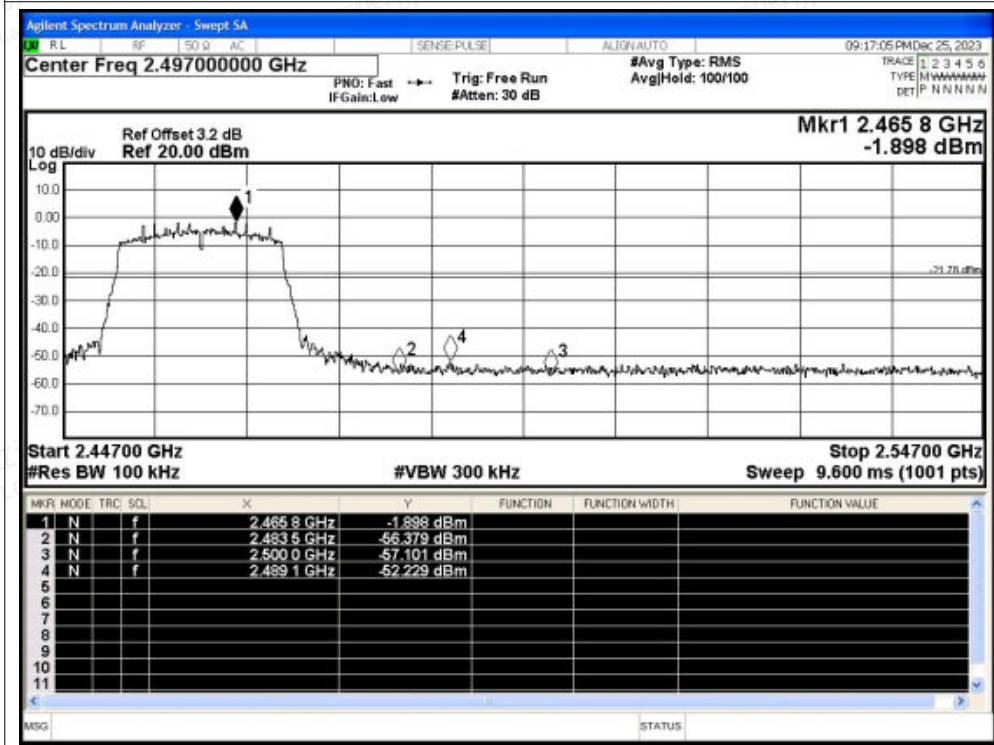 Agilent Spectrum Analyzer - Swept SA
RL RF 50 Ω AC SENSE:PULSE ALIGNAUTO 09:17:05 PM Dec 25, 2023
Center Freq 2.497000000 GHz
PNO: Fast
IFGain:Low
Trig: Free Run
#Atten: 30 dB
#Avg Type: RMS
Avg|Hold: 100/100
TRACE 1 2 3 4 5 6
TYPE M
DET P N N N N N
Mkr1 2.465 8 GHz
-1.898 dBm
Ref Offset 3.2 dB
10 dB/div Ref 20.00 dBm
Log
10.0
0.00
-10.0
-20.0
-30.0
-40.0
-50.0
-60.0
-70.0
1
2
4
3
-21.78 dBm
Start 2.44700 GHz Stop 2.54700 GHz
#Res BW 100 kHz #VBW 300 kHz Sweep 9.600 ms (1001 pts)
MKR MODE TRC SCL X Y FUNCTION FUNCTION WIDTH FUNCTION VALUE
1 N f 2.465 8 GHz -1.898 dBm
2 N f 2.483 5 GHz -56.379 dBm
3 N f 2.500 0 GHz -57.101 dBm
4 N f 2.489 1 GHz -52.229 dBm
5
6
7
8
9
10
11
MSG STATUS